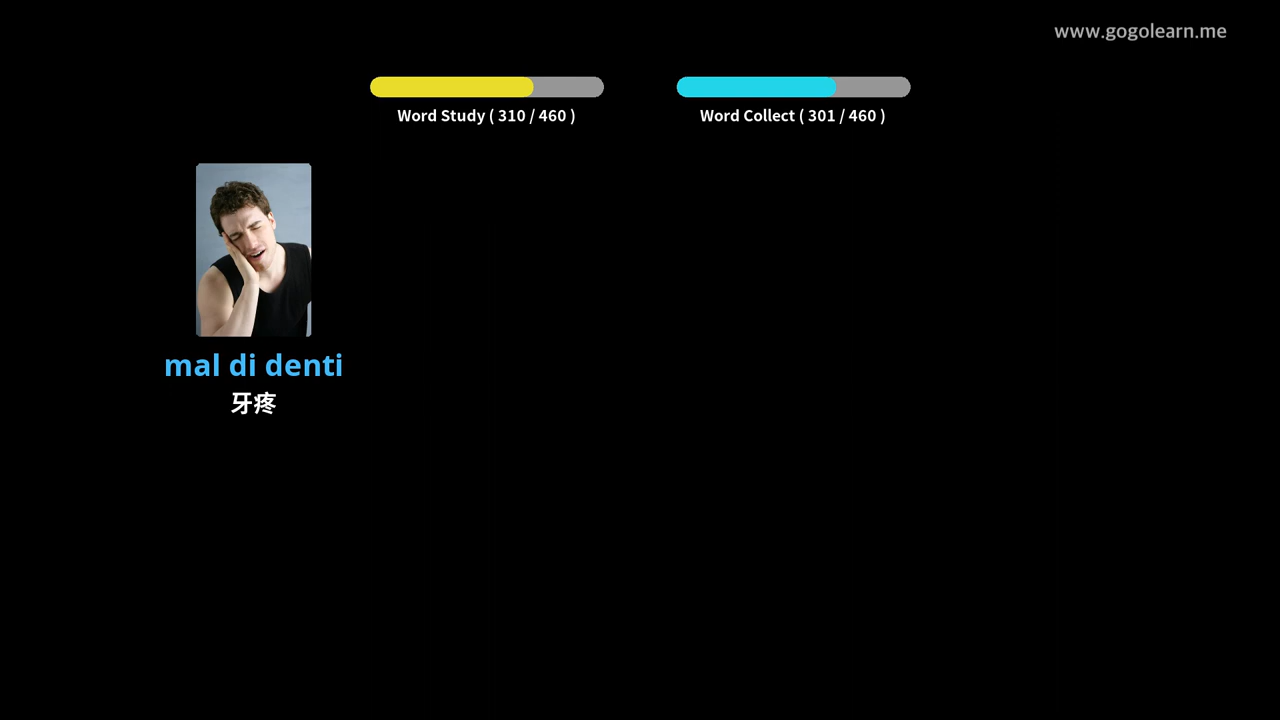 www.gogolearn.me
Word Study ( 310 / 460 )
Word Collect ( 301 / 460 )
mal di denti
牙疼